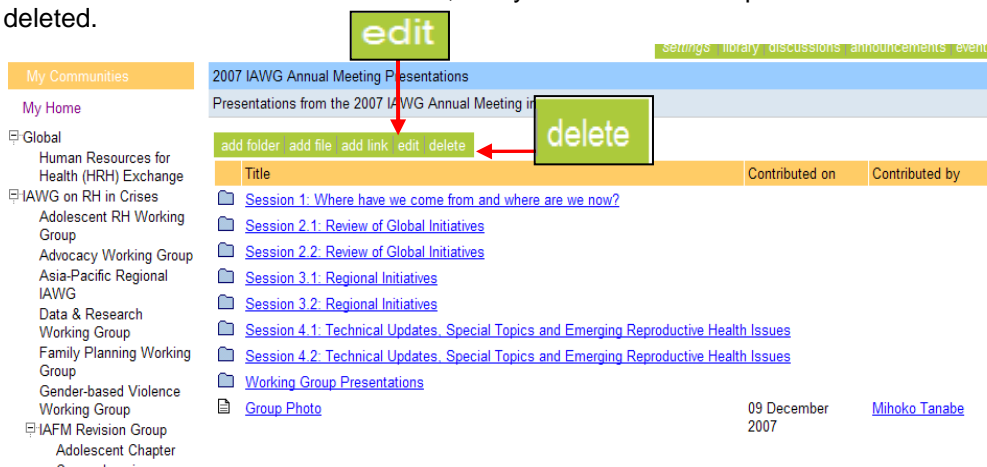 deleted.
edit
settings library discussions announcements event
My Communities
2007 IAWG Annual Meeting Presentations
My Home
Presentations from the 2007 IAWG Annual Meeting in
delete
add folder add file add link edit delete
Title Contributed on Contributed by
Global
Human Resources for
Health (HRH) Exchange
IAWG on RH in Crises
Adolescent RH Working
Group
Advocacy Working Group
Asia-Pacific Regional
IAWG
Data & Research
Working Group
Family Planning Working
Group
Gender-based Violence
Working Group
IAFM Revision Group
Adolescent Chapter
Session 1: Where have we come from and where are we now?
Session 2.1: Review of Global Initiatives
Session 2.2: Review of Global Initiatives
Session 3.1: Regional Initiatives
Session 3.2: Regional Initiatives
Session 4.1: Technical Updates, Special Topics and Emerging Reproductive Health Issues
Session 4.2: Technical Updates, Special Topics and Emerging Reproductive Health Issues
Working Group Presentations
Group Photo 09 December 2007 Mihoko Tanabe